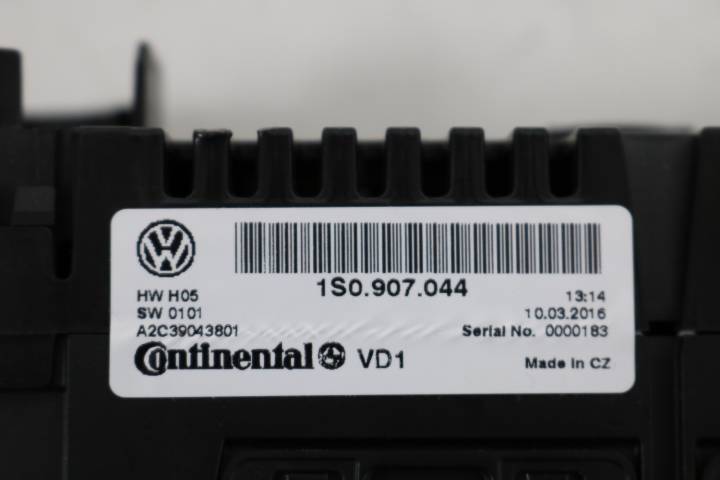 1S0.907.044
HW H05 13:14
SW 0101 10.03.2016
A2C39043801 Serial No. 0000183
Continental VD1 Made in CZ